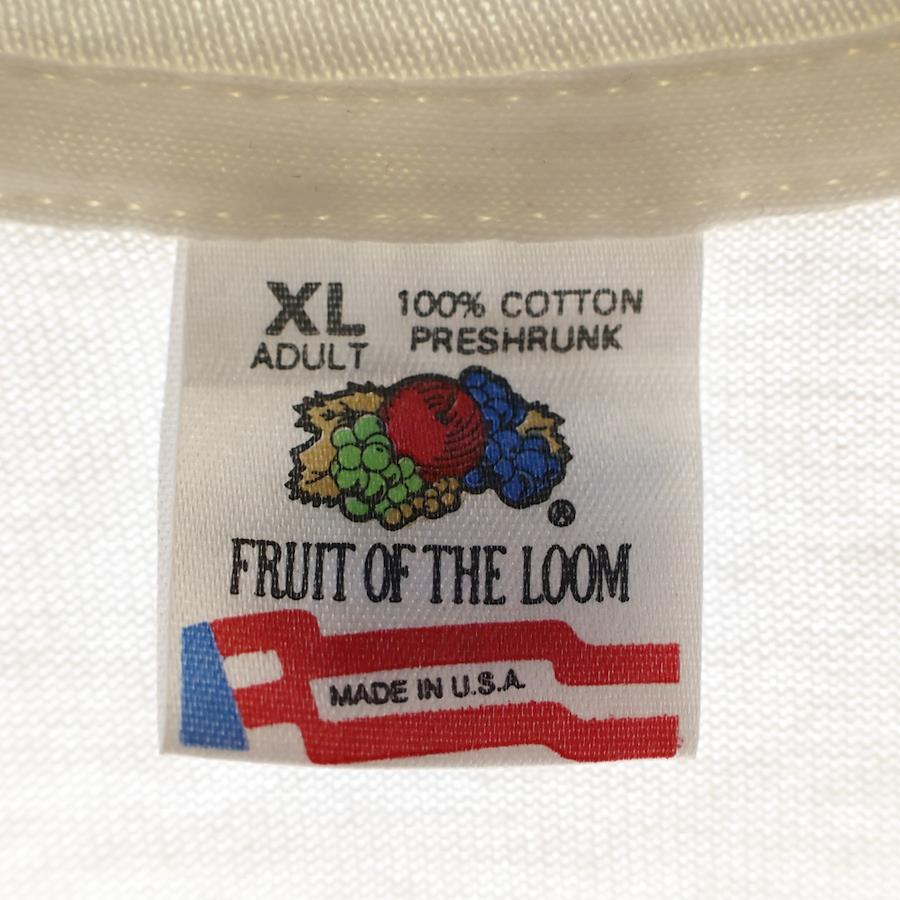 XL 100% COTTON
ADULT PRESHRUNK
®
FRUIT OF THE LOOM
MADE IN U.S.A.